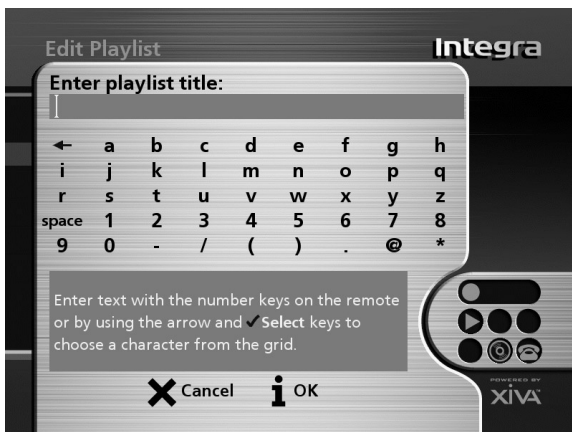 Edit Playlist
Integra
Enter playlist title:
← a b c d e f g h
i j k l m n o p q
r s t u v w x y z
space 1 2 3 4 5 6 7 8
9 0 - / ( ) . @ *
Enter text with the number keys on the remote
or by using the arrow and ✓Select keys to
choose a character from the grid.
Cancel i OK
POWERED BY
XiVA